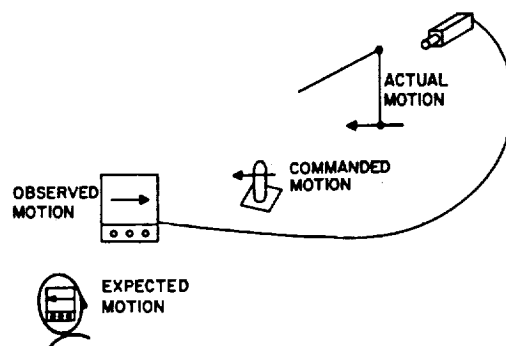 ACTUAL
MOTION
COMMANDED
MOTION
OBSERVED
MOTION
EXPECTED
MOTION